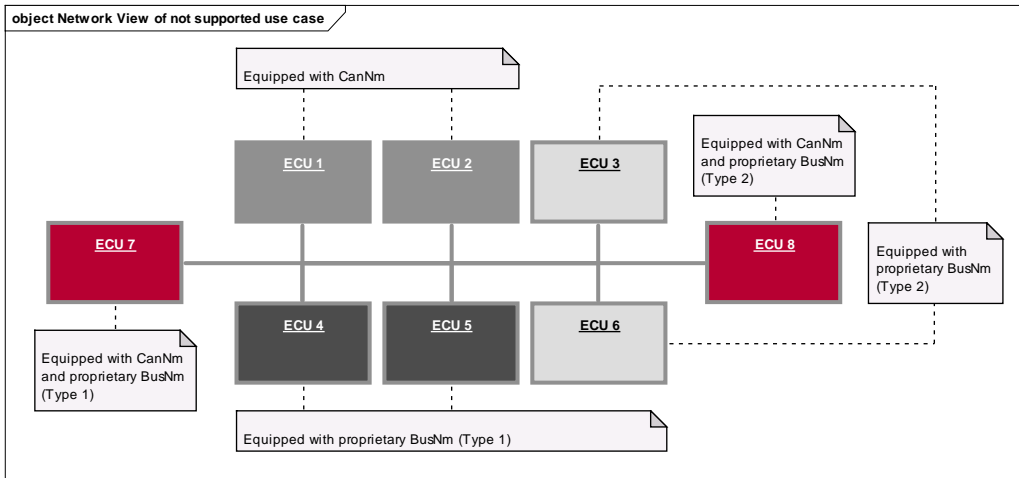 object Network View of not supported use case
Equipped with CanNm
ECU 1
ECU 2
ECU 3
Equipped with CanNm
and proprietary BusNm
(Type 2)
ECU 7
ECU 8
Equipped with
proprietary BusNm
(Type 2)
ECU 4
ECU 5
ECU 6
Equipped with CanNm
and proprietary BusNm
(Type 1)
Equipped with proprietary BusNm (Type 1)